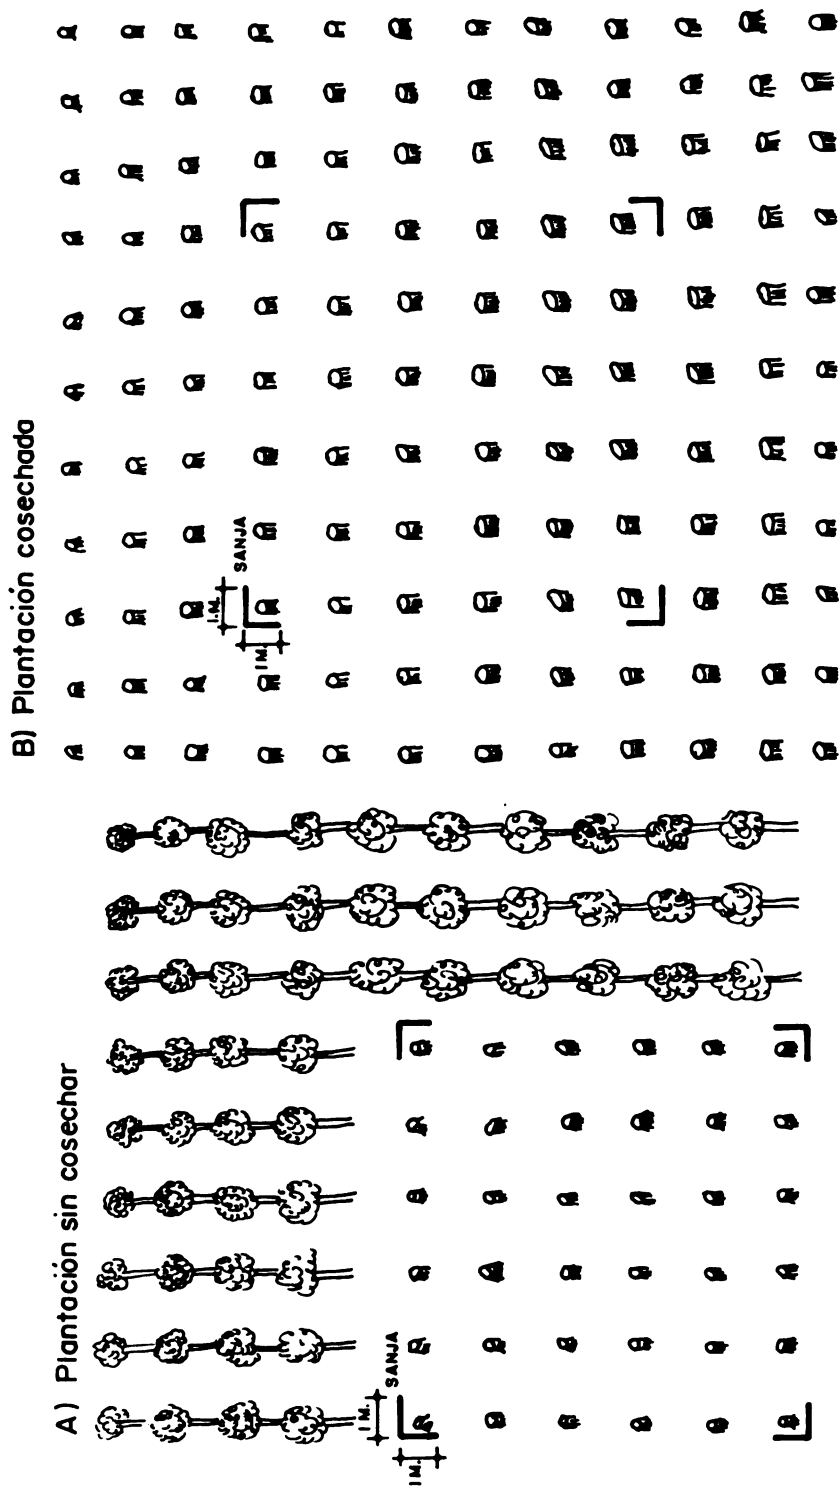 A) Plantación sin cosechar
1 M.
SANJA
1 M.
B) Plantación cosechada
1.M.
SANJA
1 M.